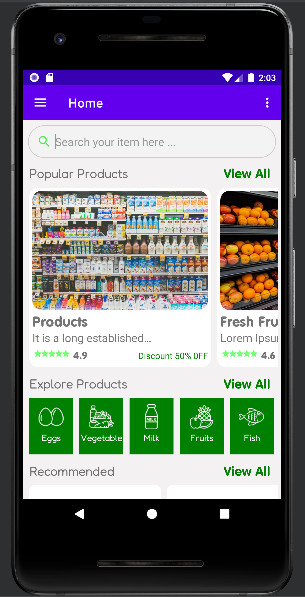 2:03
Home
Search your item here ...
Popular Products View All
Products Fresh Fru
It is a long established... Lorem Ipsur
4.9 Discount 50% OFF 4.6
Explore Products View All
Eggs Vegetable Milk Fruits Fish
Recommended View All